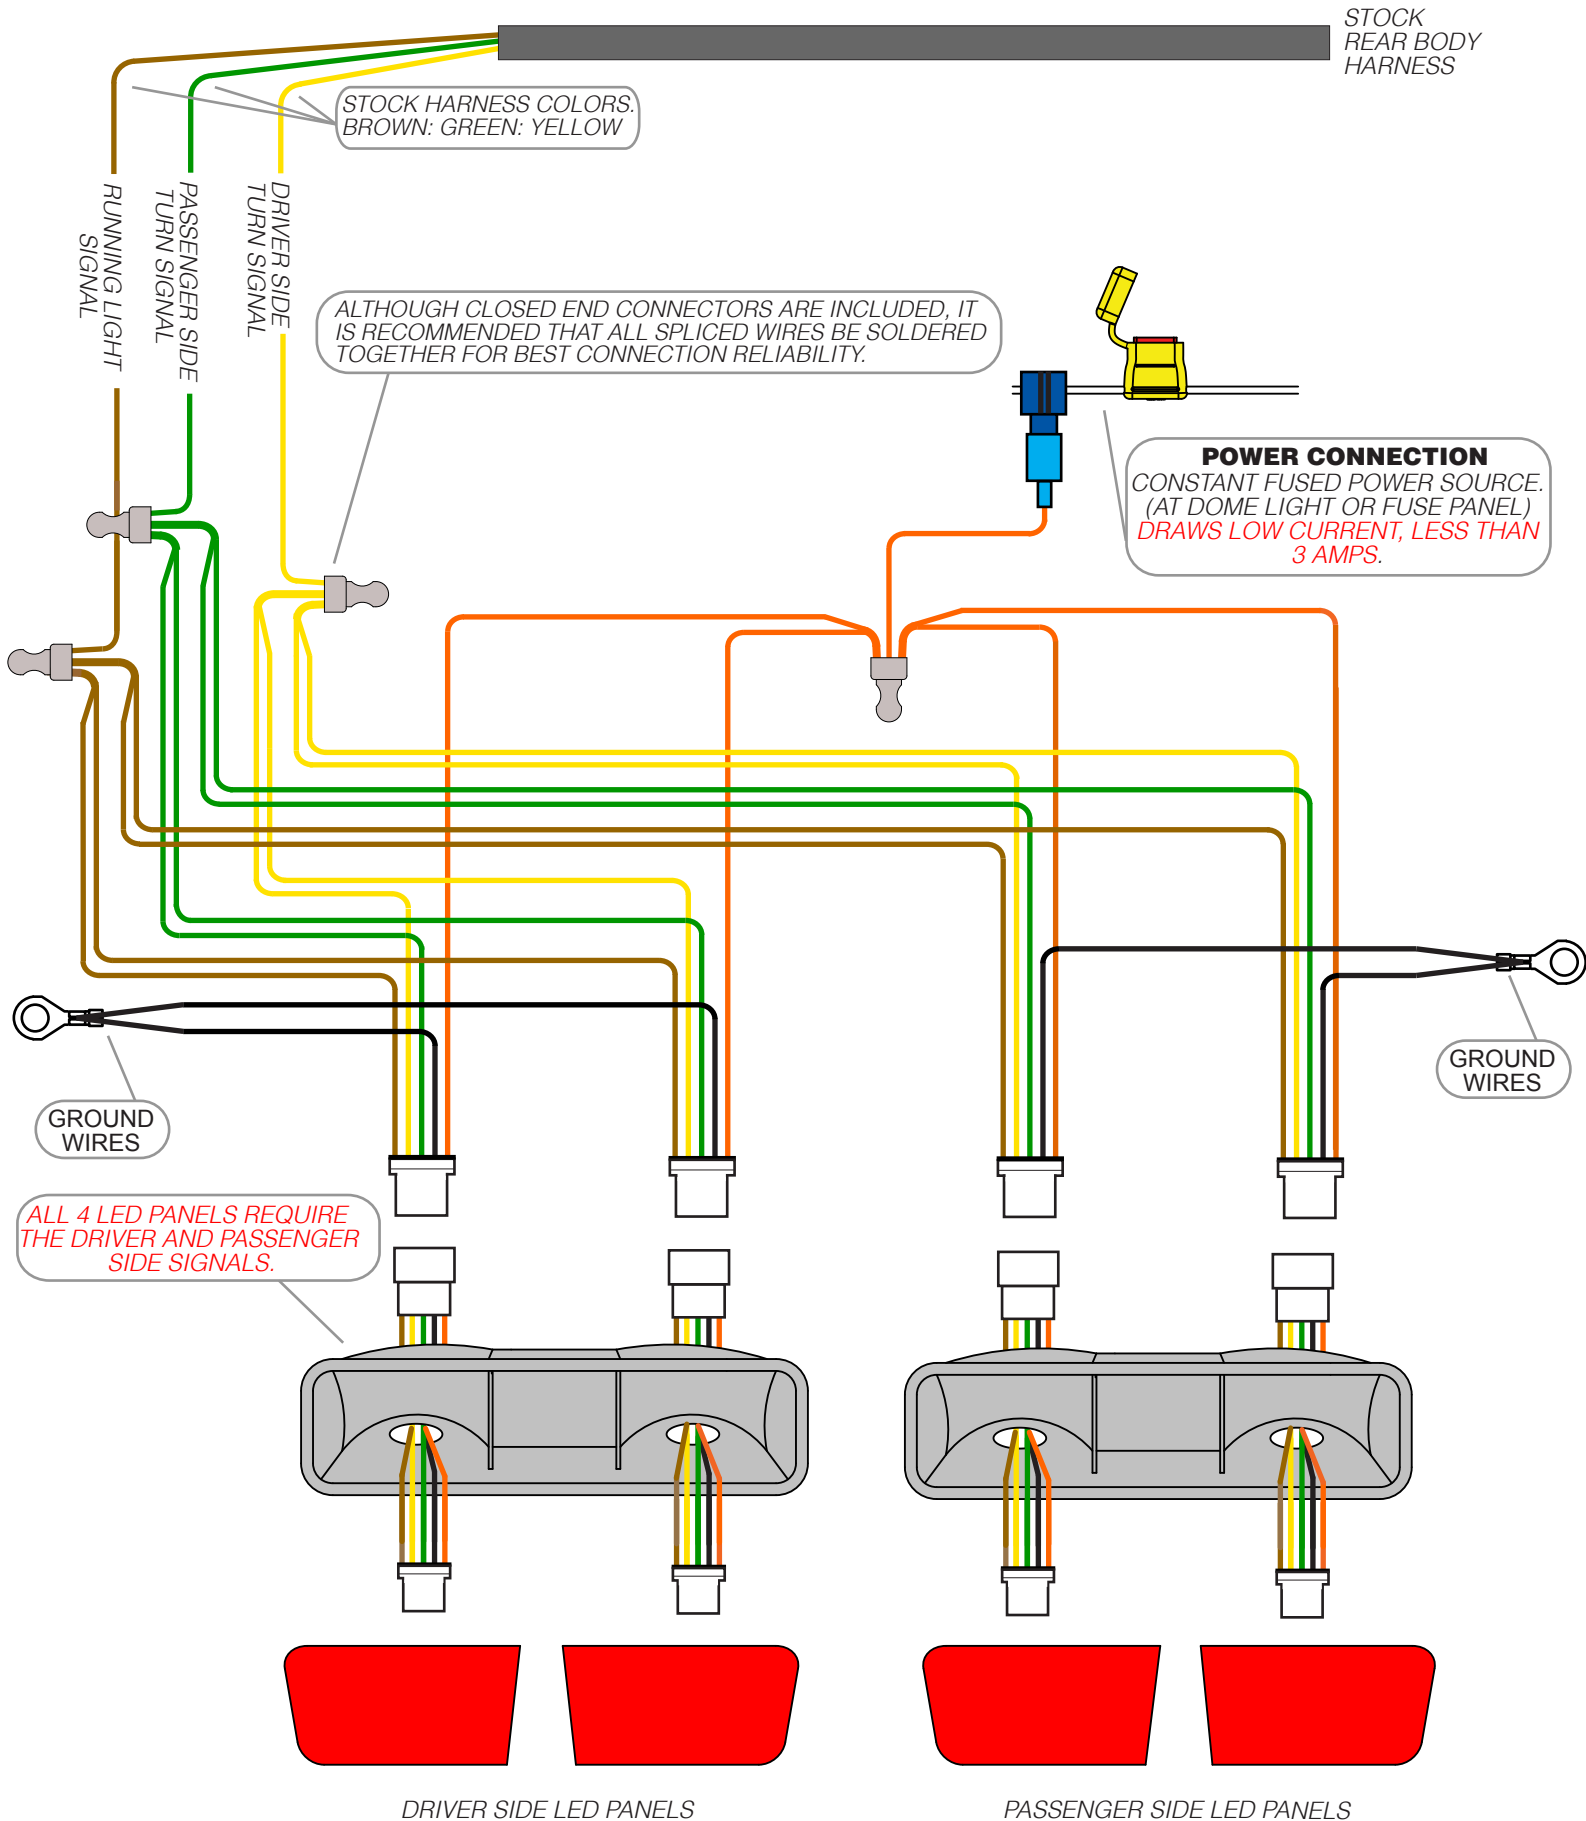 STOCK
REAR BODY
HARNESS
STOCK HARNESS COLORS.
BROWN: GREEN: YELLOW
RUNNING LIGHT
SIGNAL
PASSENGER SIDE
TURN SIGNAL
DRIVER SIDE
TURN SIGNAL
ALTHOUGH CLOSED END CONNECTORS ARE INCLUDED, IT
IS RECOMMENDED THAT ALL SPLICED WIRES BE SOLDERED
TOGETHER FOR BEST CONNECTION RELIABILITY.
POWER CONNECTION
CONSTANT FUSED POWER SOURCE.
(AT DOME LIGHT OR FUSE PANEL)
DRAWS LOW CURRENT, LESS THAN
3 AMPS.
GROUND
WIRES
GROUND
WIRES
ALL 4 LED PANELS REQUIRE
THE DRIVER AND PASSENGER
SIDE SIGNALS.
DRIVER SIDE LED PANELS
PASSENGER SIDE LED PANELS